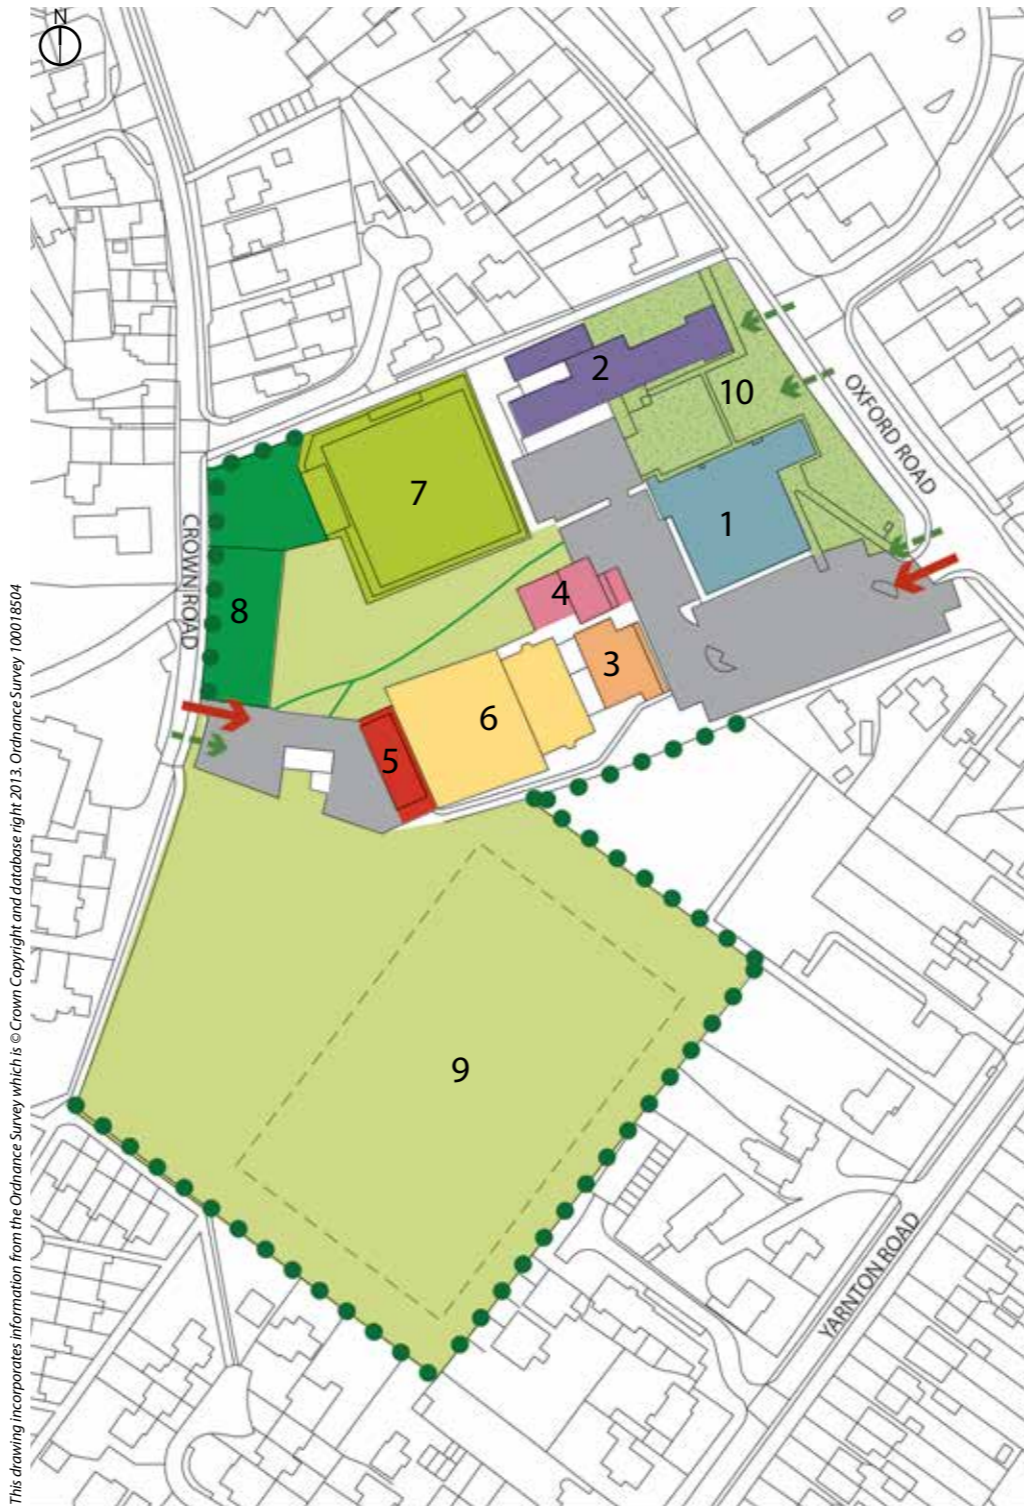 N
2
10
OXFORD ROAD
7
1
CROWN ROAD
4
8
3
6
5
9
YARNTON ROAD
This drawing incorporates information from the Ordnance Survey which is © Crown Copyright and database right 2013. Ordnance Survey 100018504